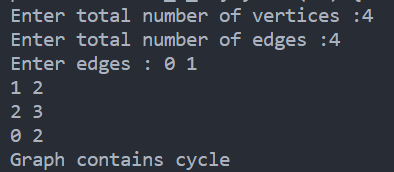 Enter total number of vertices :4
Enter total number of edges :4
Enter edges : 0 1
1 2
2 3
0 2
Graph contains cycle